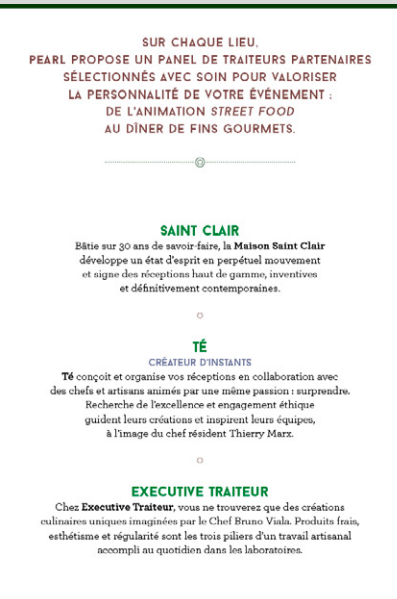 SUR CHAQUE LIEU,
PEARL PROPOSE UN PANEL DE TRAITEURS PARTENAIRES
SÉLECTIONNÉS AVEC SOIN POUR VALORISER
LA PERSONNALITÉ DE VOTRE ÉVÉNEMENT :
DE L'ANIMATION STREET FOOD
AU DÎNER DE FINS GOURMETS.
SAINT CLAIR
Bâtie sur 30 ans de savoir-faire, la Maison Saint Clair
développe un état d'esprit en perpétuel mouvement
et signe des réceptions haut de gamme, inventives
et définitivement contemporaines.
TÉ
CRÉATEUR D'INSTANTS
Té conçoit et organise vos réceptions en collaboration avec
des chefs et artisans animés par une même passion : surprendre.
Recherche de l'excellence et engagement éthique
guident leurs créations et inspirent leurs équipes,
à l'image du chef résident Thierry Marx.
EXECUTIVE TRAITEUR
Chez Executive Traiteur, vous ne trouverez que des créations
culinaires uniques imaginées par le Chef Bruno Viala. Produits frais,
esthétisme et régularité sont les trois piliers d'un travail artisanal
accompli au quotidien dans les laboratoires.